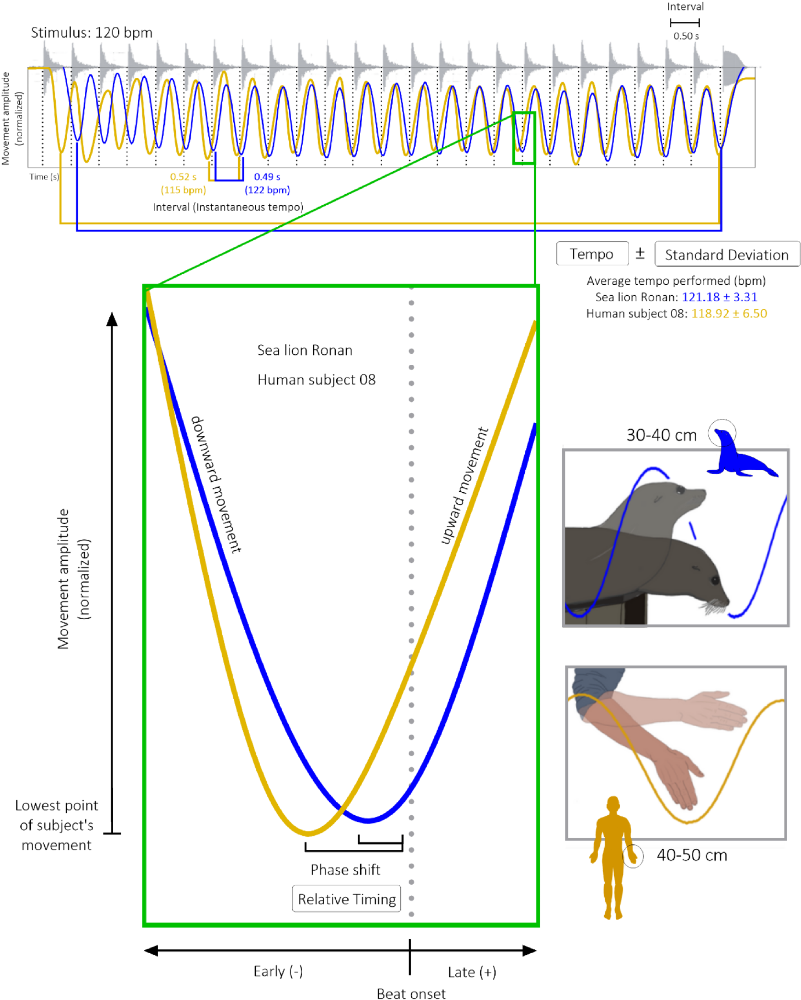 Interval
0.50 s
Stimulus: 120 bpm
Movement amplitude
(normalized)
Time (s)
0.52 s
(115 bpm)
0.49 s
(122 bpm)
Interval (Instantaneous tempo)
Tempo ± Standard Deviation
Average tempo performed (bpm)
Sea lion Ronan: 121.18 ± 3.31
Human subject 08: 118.92 ± 6.50
Sea lion Ronan
Human subject 08
downward movement
upward movement
Movement amplitude
(normalized)
Lowest point
of subject's
movement
Phase shift
Relative Timing
Early (-)
Late (+)
Beat onset
30-40 cm
40-50 cm